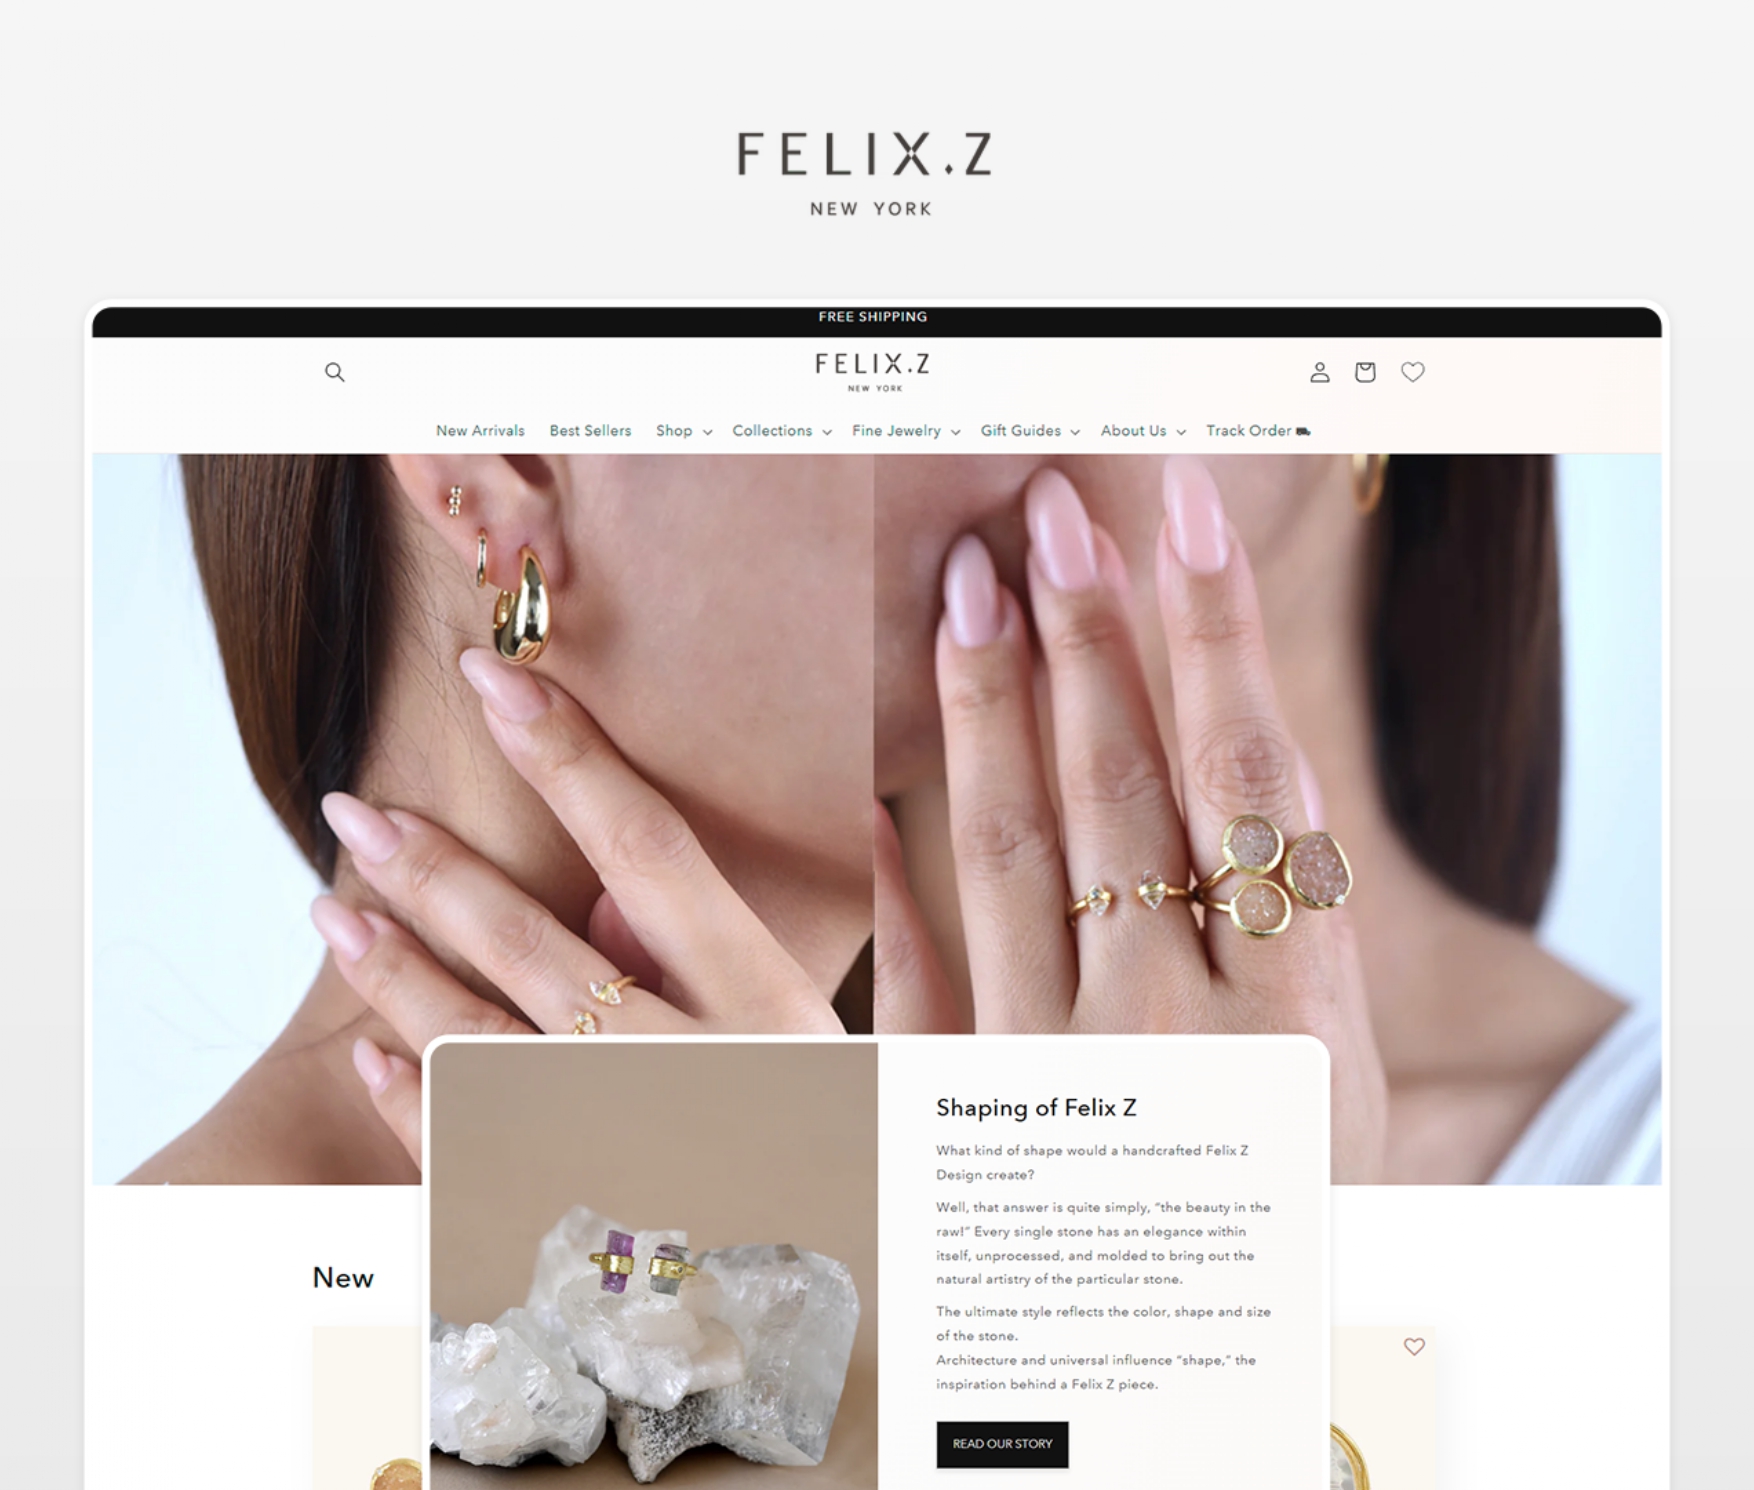 FELIX.Z
NEW YORK
FREE SHIPPING
FELIX.Z
NEW YORK
New Arrivals Best Sellers Shop Collections Fine Jewelry Gift Guides About Us Track Order
Shaping of Felix Z
What kind of shape would a handcrafted Felix Z
Design create?
Well, that answer is quite simply, “the beauty in the
raw!” Every single stone has an elegance within
itself, unprocessed, and molded to bring out the
natural artistry of the particular stone.
The ultimate style reflects the color, shape and size
of the stone.
Architecture and universal influence “shape,” the
inspiration behind a Felix Z piece.
READ OUR STORY
New